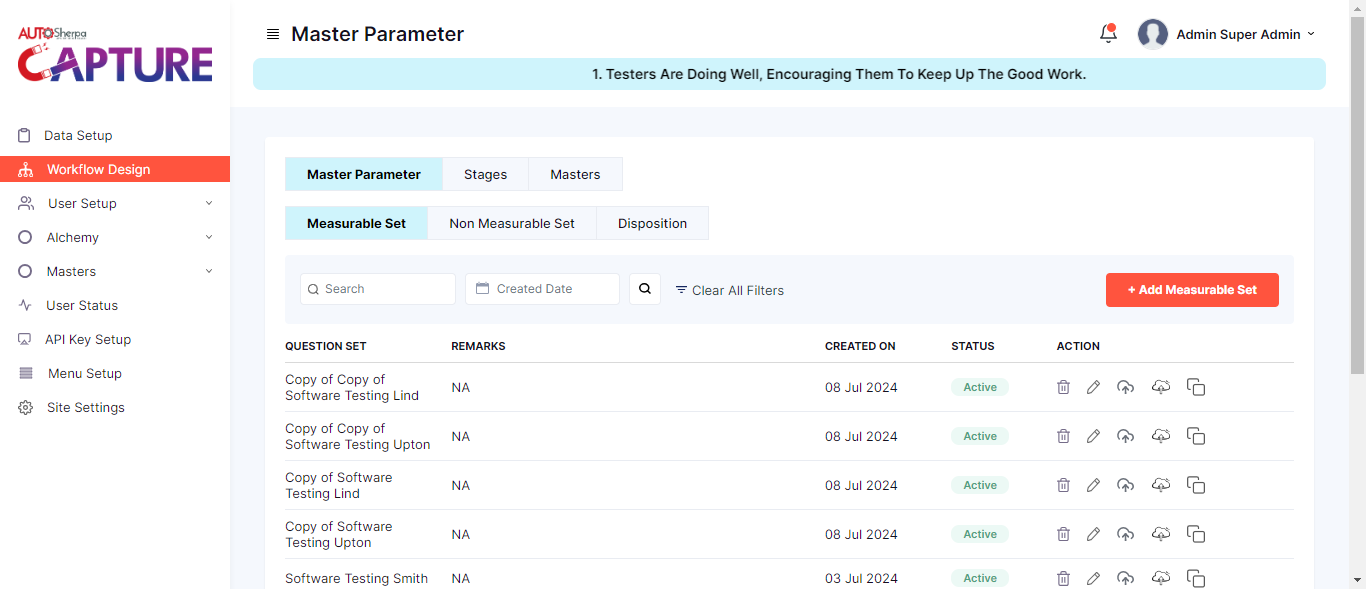 AUTOSherpa
CAPTURE
Master Parameter
Admin Super Admin
1. Testers Are Doing Well, Encouraging Them To Keep Up The Good Work.
Data Setup
Workflow Design
User Setup
Alchemy
Masters
User Status
API Key Setup
Menu Setup
Site Settings
Master Parameter Stages Masters
Measurable Set Non Measurable Set Disposition
Search Created Date Clear All Filters + Add Measurable Set
QUESTION SET REMARKS CREATED ON STATUS ACTION
Copy of Copy of
Software Testing Lind NA 08 Jul 2024 Active
Copy of Copy of
Software Testing Upton NA 08 Jul 2024 Active
Copy of Software
Testing Lind NA 08 Jul 2024 Active
Copy of Software
Testing Upton NA 08 Jul 2024 Active
Software Testing Smith NA 03 Jul 2024 Active